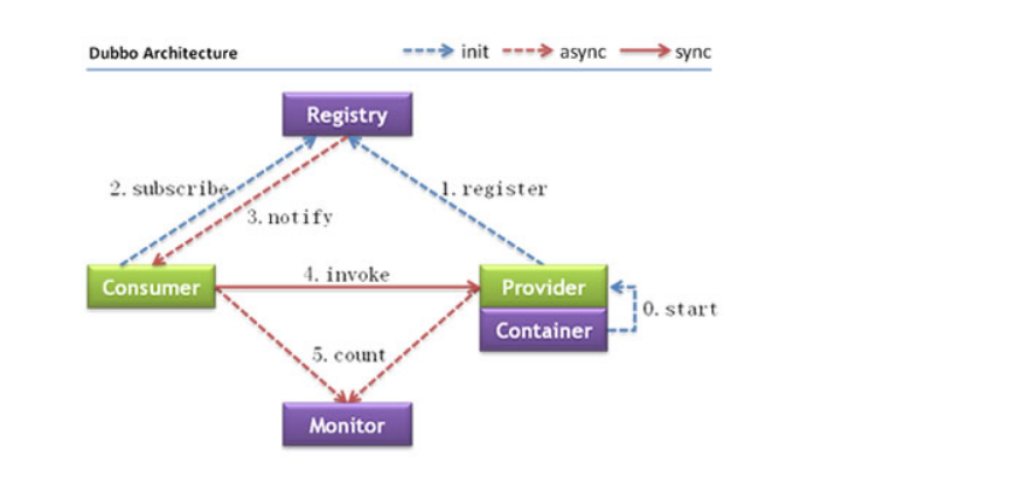 Dubbo Architecture
init
async
sync
Registry
2. subscribe
1. register
3. notify
4. invoke
Consumer
Provider
0. start
Container
5. count
Monitor